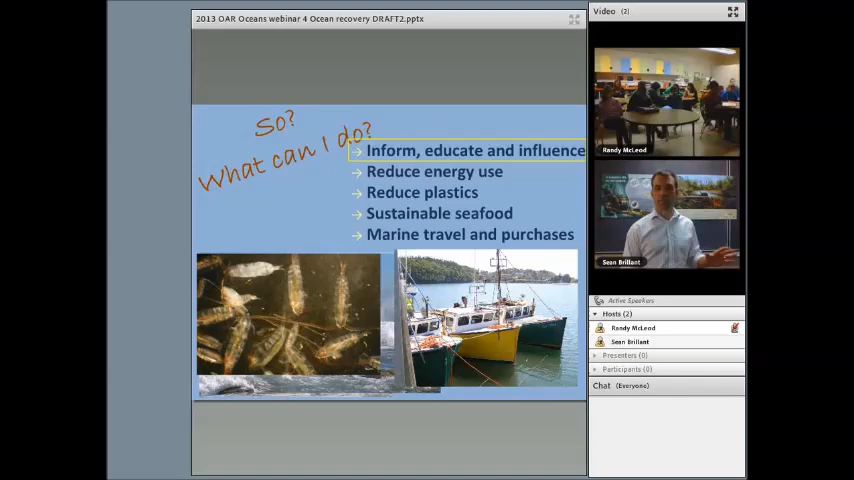 2013 OAR Oceans webinar 4 Ocean recovery DRAFT2.pptx
So?
What can I do?
→ Inform, educate and influence
→ Reduce energy use
→ Reduce plastics
→ Sustainable seafood
→ Marine travel and purchases
Video (2)
Randy McLeod
Sean Brillant
Active Speakers
Hosts (2)
Randy McLeod
Sean Brillant
Presenters (0)
Participants (0)
Chat (Everyone)